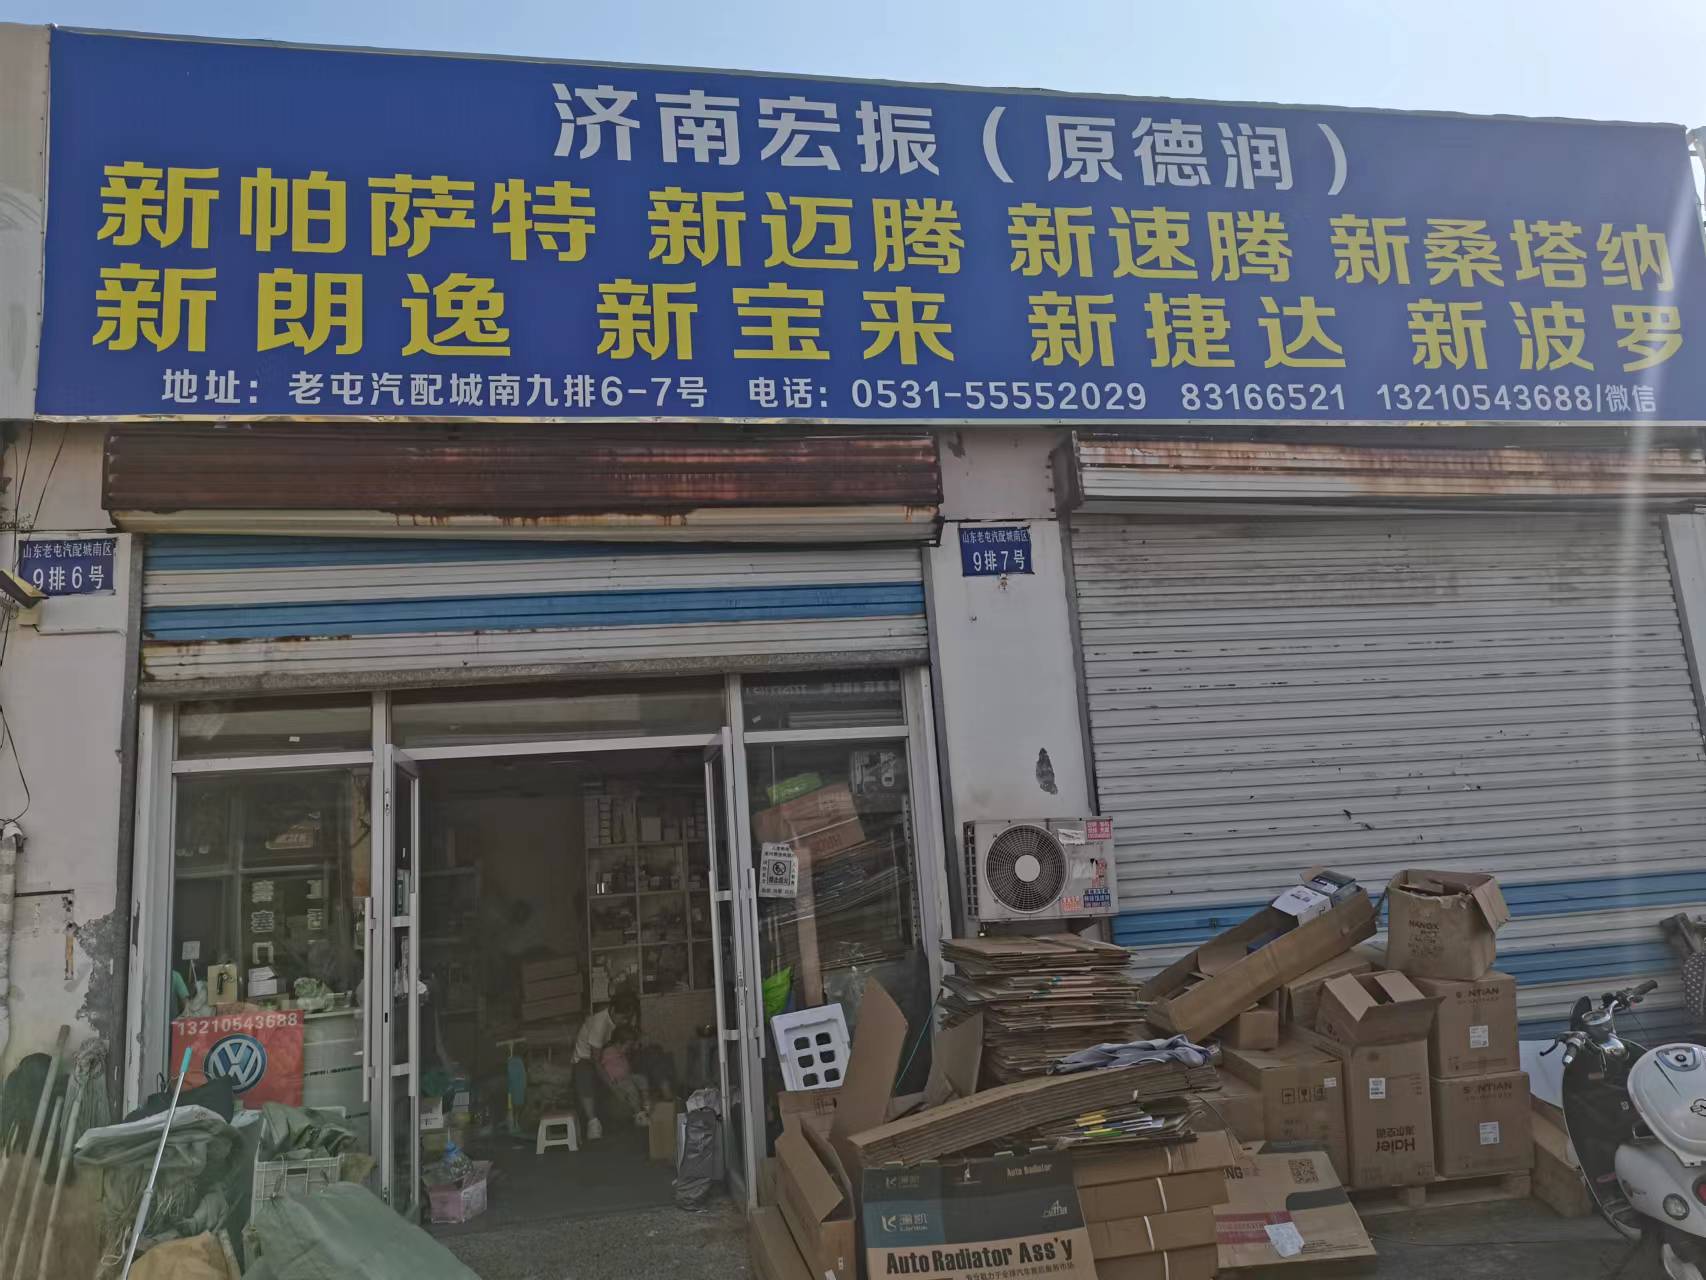 济南宏振（原德润）
新帕萨特 新迈腾 新速腾 新桑塔纳
新朗逸 新宝来 新捷达 新波罗
地址：老屯汽配城南九排6-7号 电话：0531-55552029 83166521 13210543688/微信
山东老屯汽配城南区
9排6号
山东老屯汽配城南区
9排7号
13210543688
Haier
Auto Radiator
Auto Radiator Ass'y